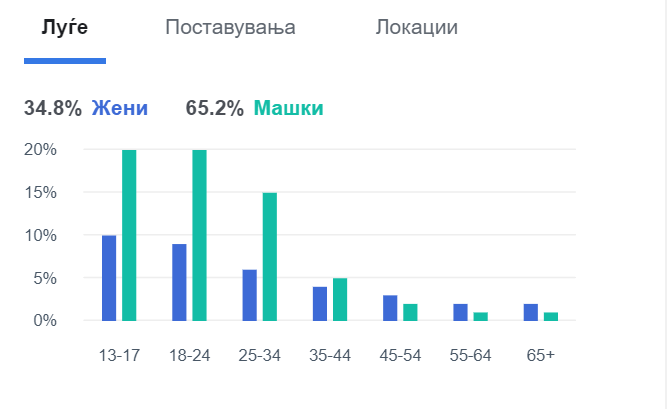 Луѓе Поставувања Локации
34.8% Жени 65.2% Машки
20%
15%
10%
5%
0%
13-17 18-24 25-34 35-44 45-54 55-64 65+